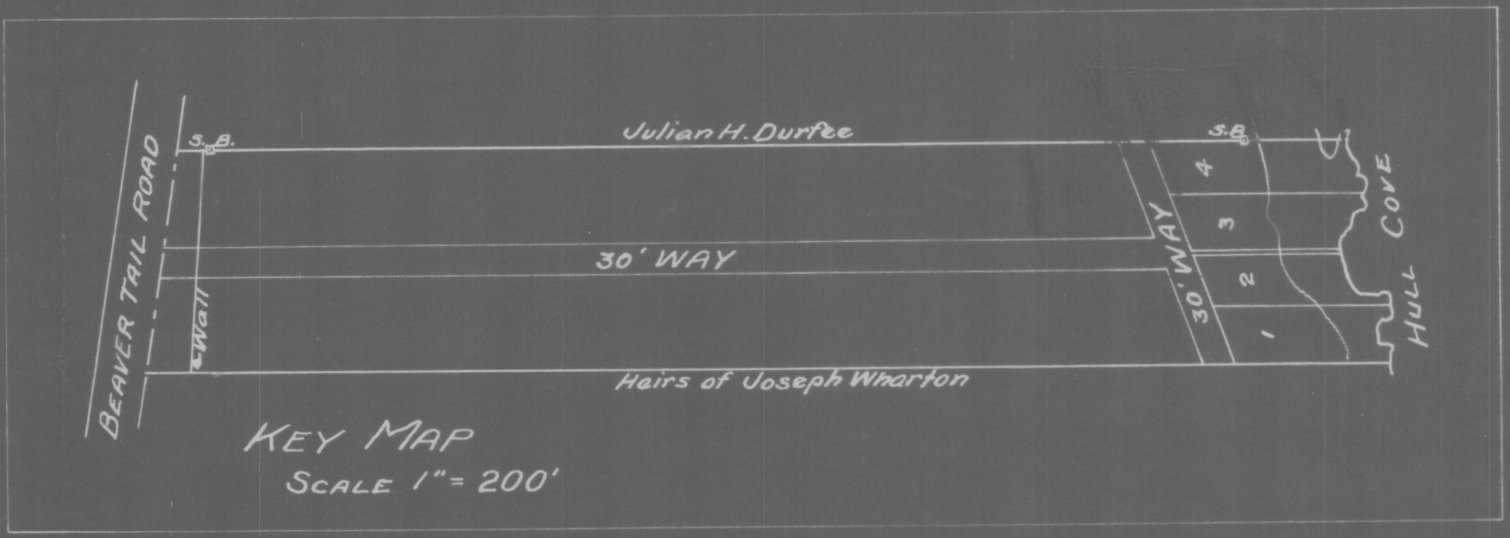 Julian H. Durfee
S. B.
S.B.
BEAVER TAIL ROAD
Wall
30' WAY
30' WAY
4
3
2
1
HULL COVE
Heirs of Joseph Wharton
KEY MAP
SCALE 1" = 200'